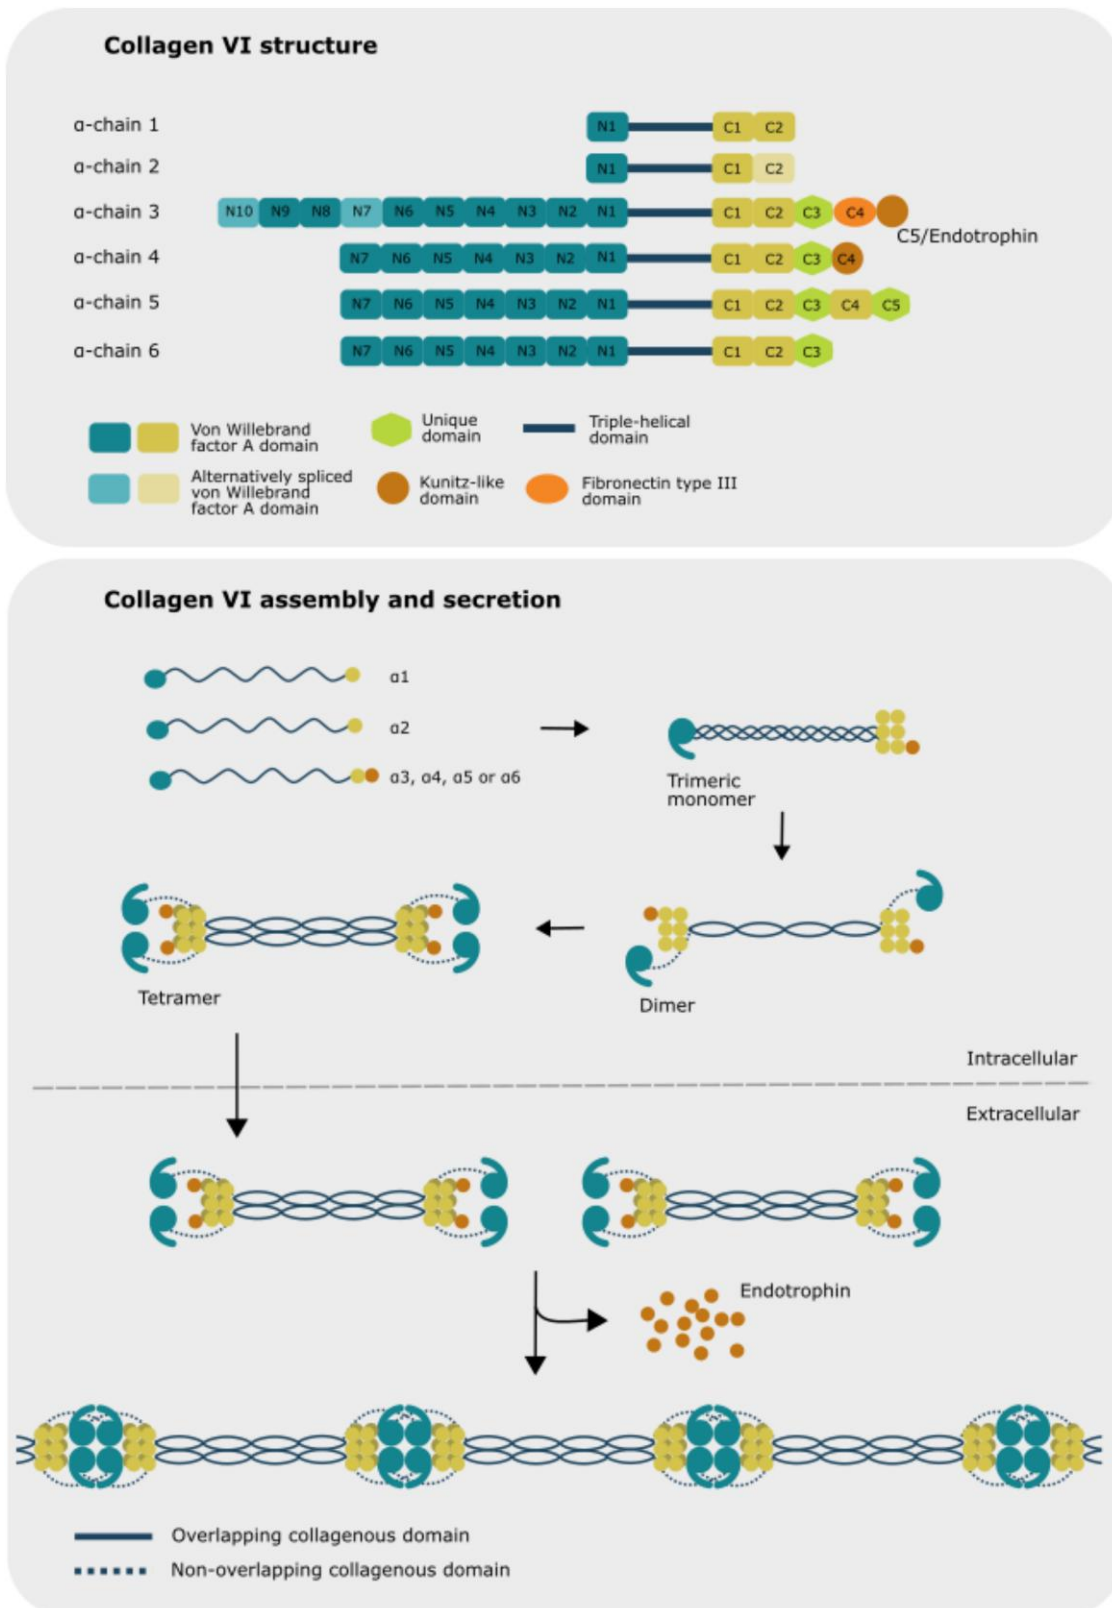 Collagen VI structure
α-chain 1
N1 C1 C2
α-chain 2
N1 C1 C2
α-chain 3
N10 N9 N8 N7 N6 N5 N4 N3 N2 N1 C1 C2 C3 C4
C5/Endotrophin
α-chain 4
N7 N6 N5 N4 N3 N2 N1 C1 C2 C3 C4
α-chain 5
N7 N6 N5 N4 N3 N2 N1 C1 C2 C3 C4 C5
α-chain 6
N7 N6 N5 N4 N3 N2 N1 C1 C2 C3
Von Willebrand
factor A domain
Unique
domain
Triple-helical
domain
Alternatively spliced
von Willebrand
factor A domain
Kunitz-like
domain
Fibronectin type III
domain
Collagen VI assembly and secretion
α1
α2
α3, α4, α5 or α6
Trimeric
monomer
Tetramer
Dimer
Intracellular
Extracellular
Endotrophin
Overlapping collagenous domain
Non-overlapping collagenous domain